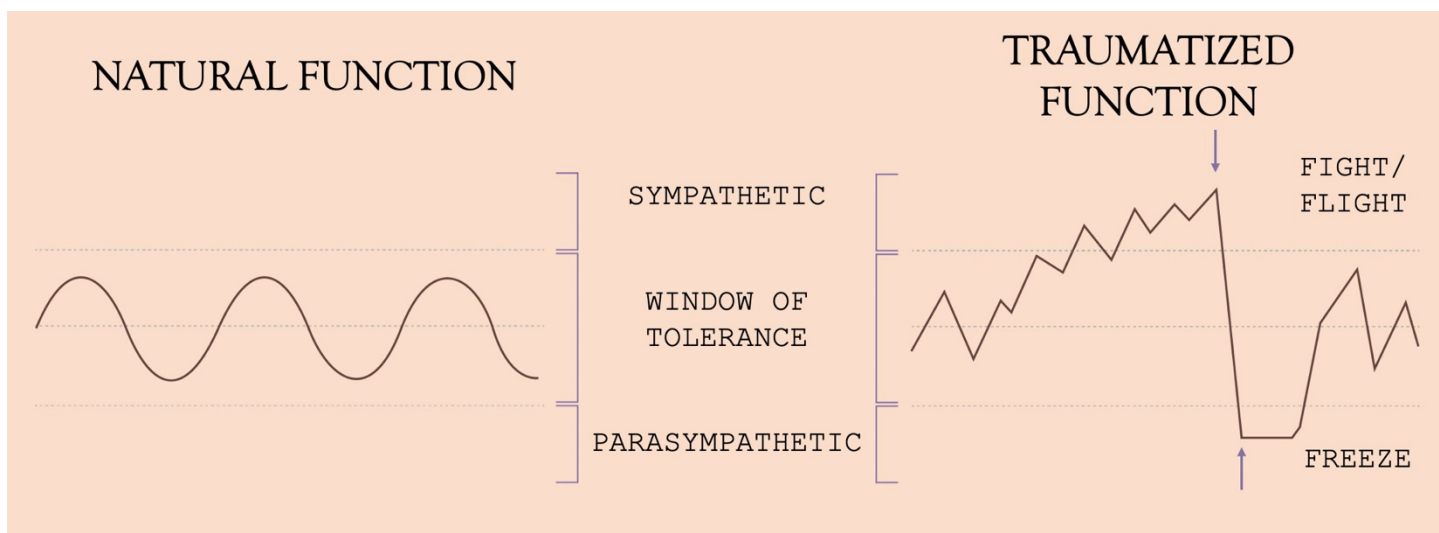 NATURAL FUNCTION
TRAUMATIZED
FUNCTION
SYMPATHETIC
WINDOW OF
TOLERANCE
PARASYMPATHETIC
FIGHT/
FLIGHT
FREEZE